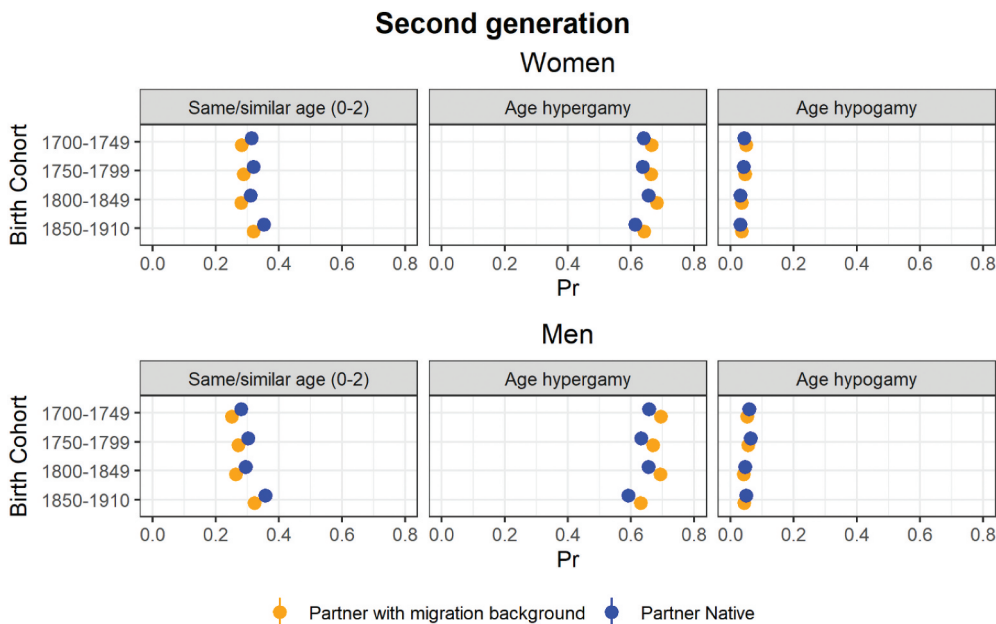 Second generation
Women
Same/similar age (0-2) Age hypergamy Age hypogamy
Birth Cohort
1700-1749
1750-1799
1800-1849
1850-1910
0.0 0.2 0.4 0.6 0.8 0.0 0.2 0.4 0.6 0.8 0.0 0.2 0.4 0.6 0.8
Pr
Men
Same/similar age (0-2) Age hypergamy Age hypogamy
Birth Cohort
1700-1749
1750-1799
1800-1849
1850-1910
0.0 0.2 0.4 0.6 0.8 0.0 0.2 0.4 0.6 0.8 0.0 0.2 0.4 0.6 0.8
Pr
Partner with migration background Partner Native